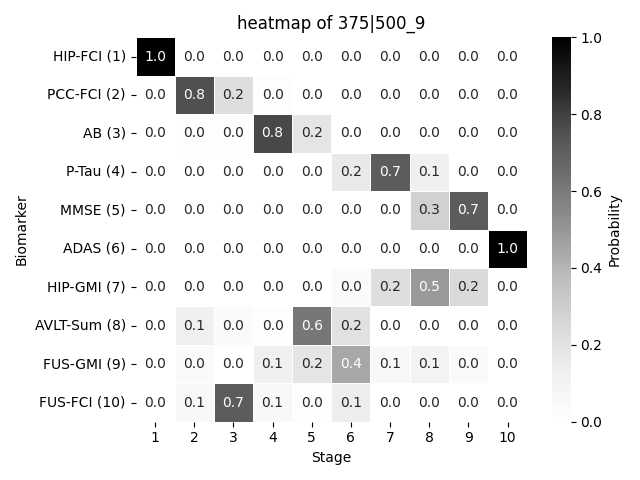 heatmap of 375|500_9
HIP-FCI (1) 1.0 0.0 0.0 0.0 0.0 0.0 0.0 0.0 0.0 0.0
PCC-FCI (2) 0.0 0.8 0.2 0.0 0.0 0.0 0.0 0.0 0.0 0.0
AB (3) 0.0 0.0 0.0 0.8 0.2 0.0 0.0 0.0 0.0 0.0
P-Tau (4) 0.0 0.0 0.0 0.0 0.0 0.2 0.7 0.1 0.0 0.0
MMSE (5) 0.0 0.0 0.0 0.0 0.0 0.0 0.0 0.3 0.7 0.0
ADAS (6) 0.0 0.0 0.0 0.0 0.0 0.0 0.0 0.0 0.0 1.0
HIP-GMI (7) 0.0 0.0 0.0 0.0 0.0 0.0 0.2 0.5 0.2 0.0
AVLT-Sum (8) 0.0 0.1 0.0 0.0 0.6 0.2 0.0 0.0 0.0 0.0
FUS-GMI (9) 0.0 0.0 0.0 0.1 0.2 0.4 0.1 0.1 0.0 0.0
FUS-FCI (10) 0.0 0.1 0.7 0.1 0.0 0.1 0.0 0.0 0.0 0.0
1 2 3 4 5 6 7 8 9 10
Stage
Biomarker
1.0
0.8
0.6
0.4
0.2
0.0
Probability